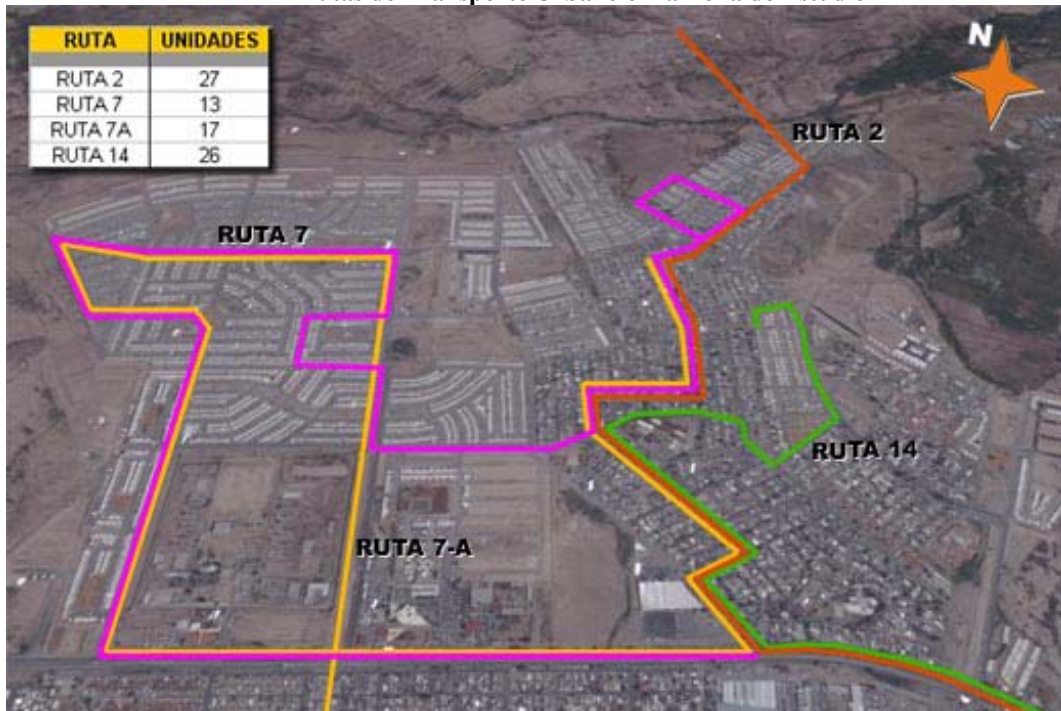 N
RUTA UNIDADES
RUTA 2 27
RUTA 7 13
RUTA 7A 17
RUTA 14 26
RUTA 2
RUTA 7
RUTA 14
RUTA 7-A